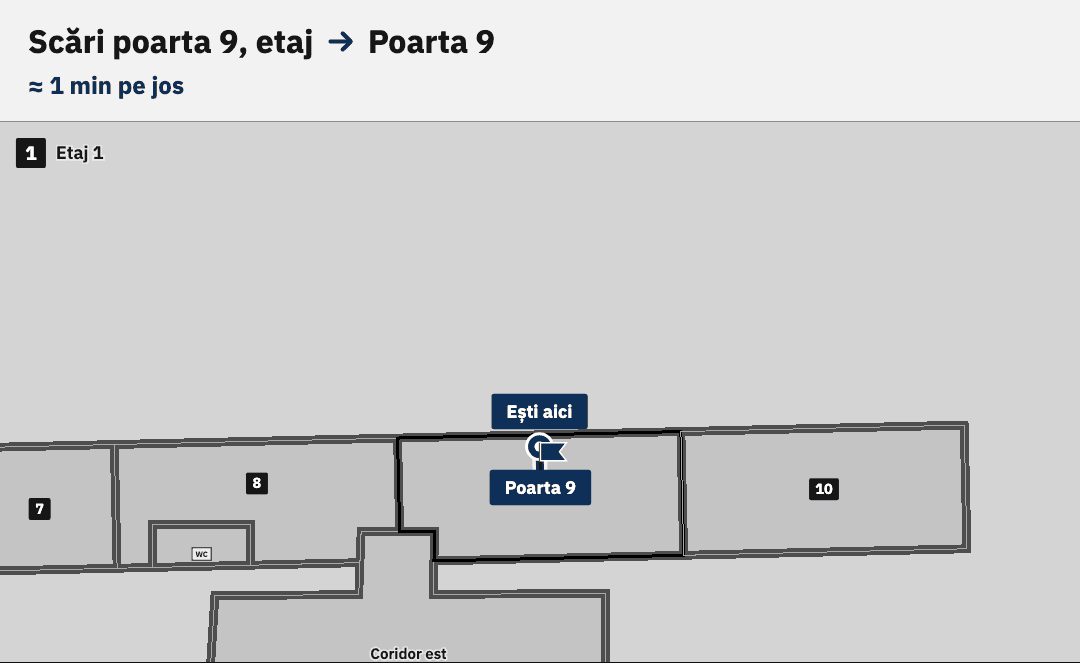 Scări poarta 9, etaj → Poarta 9
≈ 1 min pe jos
1 Etaj 1
Ești aici
8
Poarta 9
10
7
WC
Coridor est